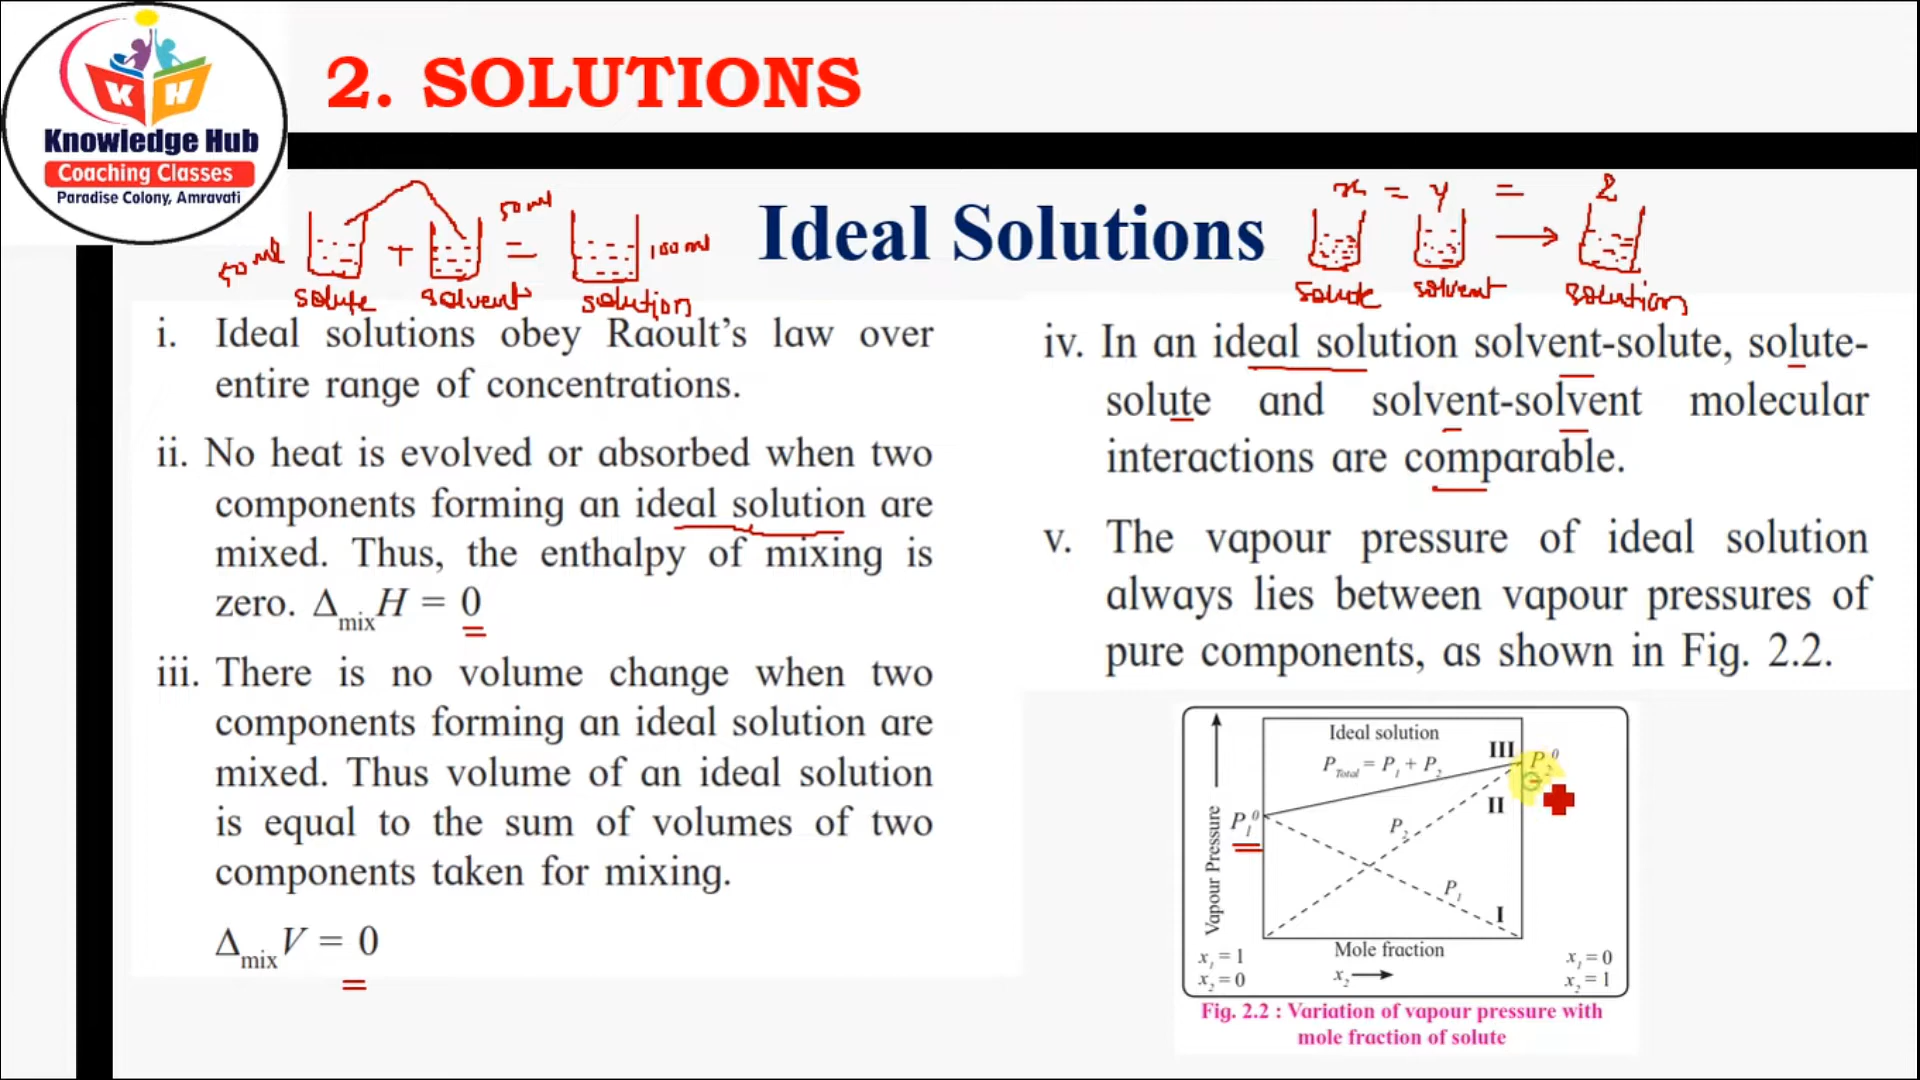 K H
Knowledge Hub
Coaching Classes
Paradise Colony, Amravati
2. SOLUTIONS
Ideal Solutions
50 ml + = 50 ml 100 ml
solute solvent solution
x = y = z
solute solvent solution
i. Ideal solutions obey Raoult's law over
entire range of concentrations.
ii. No heat is evolved or absorbed when two
components forming an ideal solution are
mixed. Thus, the enthalpy of mixing is
zero. Δmix H = 0
iii. There is no volume change when two
components forming an ideal solution are
mixed. Thus volume of an ideal solution
is equal to the sum of volumes of two
components taken for mixing.
Δmix V = 0
iv. In an ideal solution solvent-solute, solute-
solute and solvent-solvent molecular
interactions are comparable.
v. The vapour pressure of ideal solution
always lies between vapour pressures of
pure components, as shown in Fig. 2.2.
Ideal solution
P_Total = P₁ + P₂
III P₂⁰
II
P₁⁰
P₂
P₁
I
Vapour Pressure
Mole fraction
x₁ = 1
x₂ = 0
x₂
x₁ = 0
x₂ = 1
Fig. 2.2 : Variation of vapour pressure with
mole fraction of solute